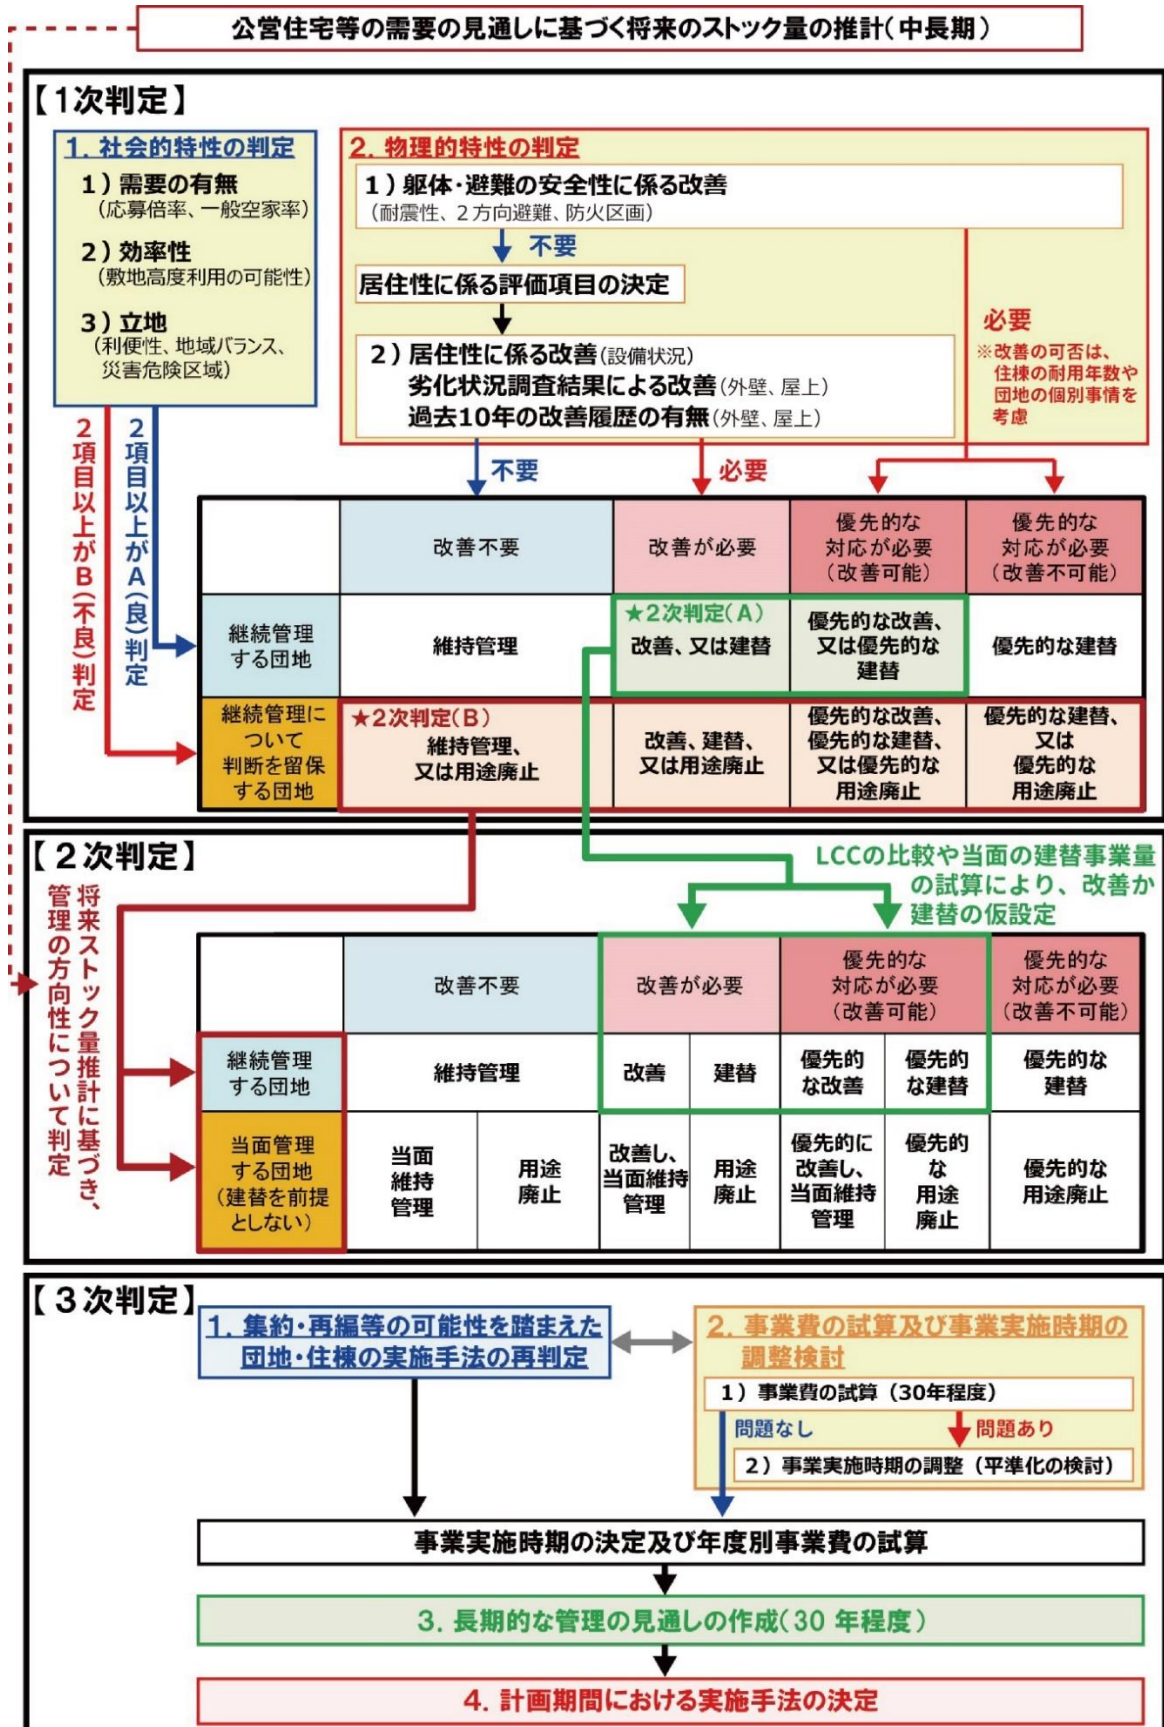 公営住宅等の需要の見通しに基づく将来のストック量の推計(中長期)
【1次判定】
1．社会的特性の判定
1）需要の有無
（応募倍率、一般空家率）
2）効率性
（敷地高度利用の可能性）
3）立地
（利便性、地域バランス、
災害危険区域）
2．物理的特性の判定
1）躯体・避難の安全性に係る改善
（耐震性、2方向避難、防火区画）
不要
居住性に係る評価項目の決定
2）居住性に係る改善（設備状況）
劣化状況調査結果による改善（外壁、屋上）
過去10年の改善履歴の有無（外壁、屋上）
必要
※改善の可否は、
住棟の耐用年数や
団地の個別事情を
考慮
2項目以上がB（不良）判定
2項目以上がA（良）判定
不要
必要
改善不要
改善が必要
優先的な
対応が必要
（改善可能）
優先的な
対応が必要
（改善不可能）
継続管理
する団地
維持管理
★2次判定(A)
改善、又は建替
優先的な改善、
又は優先的な
建替
優先的な建替
継続管理に
ついて
判断を留保
する団地
★2次判定(B)
維持管理、
又は用途廃止
改善、建替、
又は用途廃止
優先的な改善、
優先的な建替、
又は優先的な
用途廃止
優先的な建替、
又は
優先的な
用途廃止
【2次判定】
将来ストック量推計に基づき、
管理の方向性について判定
LCCの比較や当面の建替事業量
の試算により、改善か
建替の仮設定
改善不要
改善が必要
優先的な
対応が必要
（改善可能）
優先的な
対応が必要
（改善不可能）
継続管理
する団地
維持管理
改善
建替
優先的
な改善
優先的
な建替
優先的な
建替
当面管理
する団地
（建替を前提
としない）
当面
維持
管理
用途
廃止
改善し、
当面維持
管理
用途
廃止
優先的に
改善し、
当面維持
管理
優先的
な
用途
廃止
優先的な
用途廃止
【3次判定】
1．集約・再編等の可能性を踏まえた
団地・住棟の実施手法の再判定
2．事業費の試算及び事業実施時期の
調整検討
1）事業費の試算（30年程度）
問題なし
問題あり
2）事業実施時期の調整（平準化の検討）
事業実施時期の決定及び年度別事業費の試算
3．長期的な管理の見通しの作成(30 年程度)
4．計画期間における実施手法の決定